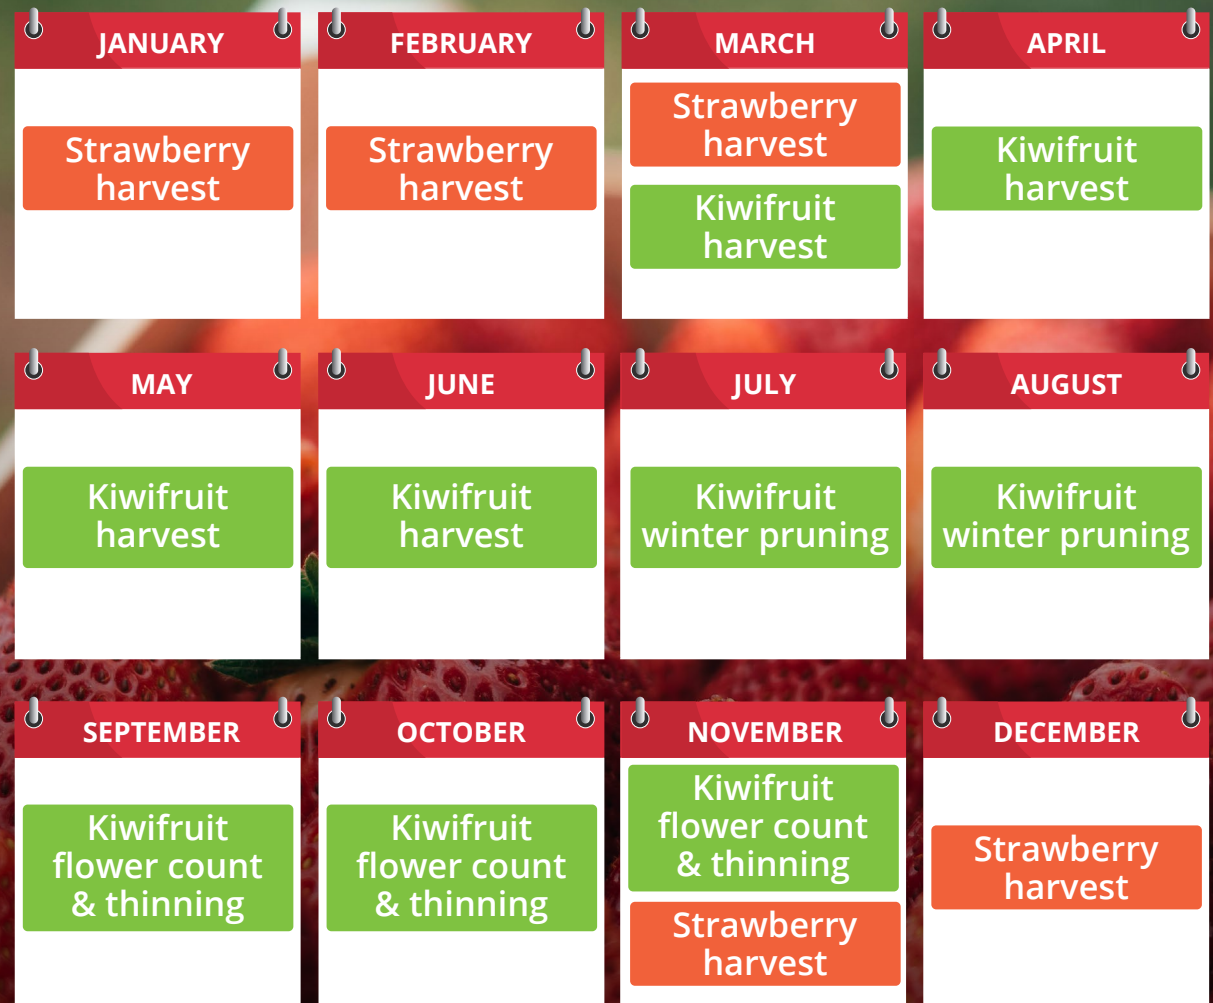 JANUARY
Strawberry
harvest
FEBRUARY
Strawberry
harvest
MARCH
Strawberry
harvest
Kiwifruit
harvest
APRIL
Kiwifruit
harvest
MAY
Kiwifruit
harvest
JUNE
Kiwifruit
harvest
JULY
Kiwifruit
winter pruning
AUGUST
Kiwifruit
winter pruning
SEPTEMBER
Kiwifruit
flower count
& thinning
OCTOBER
Kiwifruit
flower count
& thinning
NOVEMBER
Kiwifruit
flower count
& thinning
Strawberry
harvest
DECEMBER
Strawberry
harvest